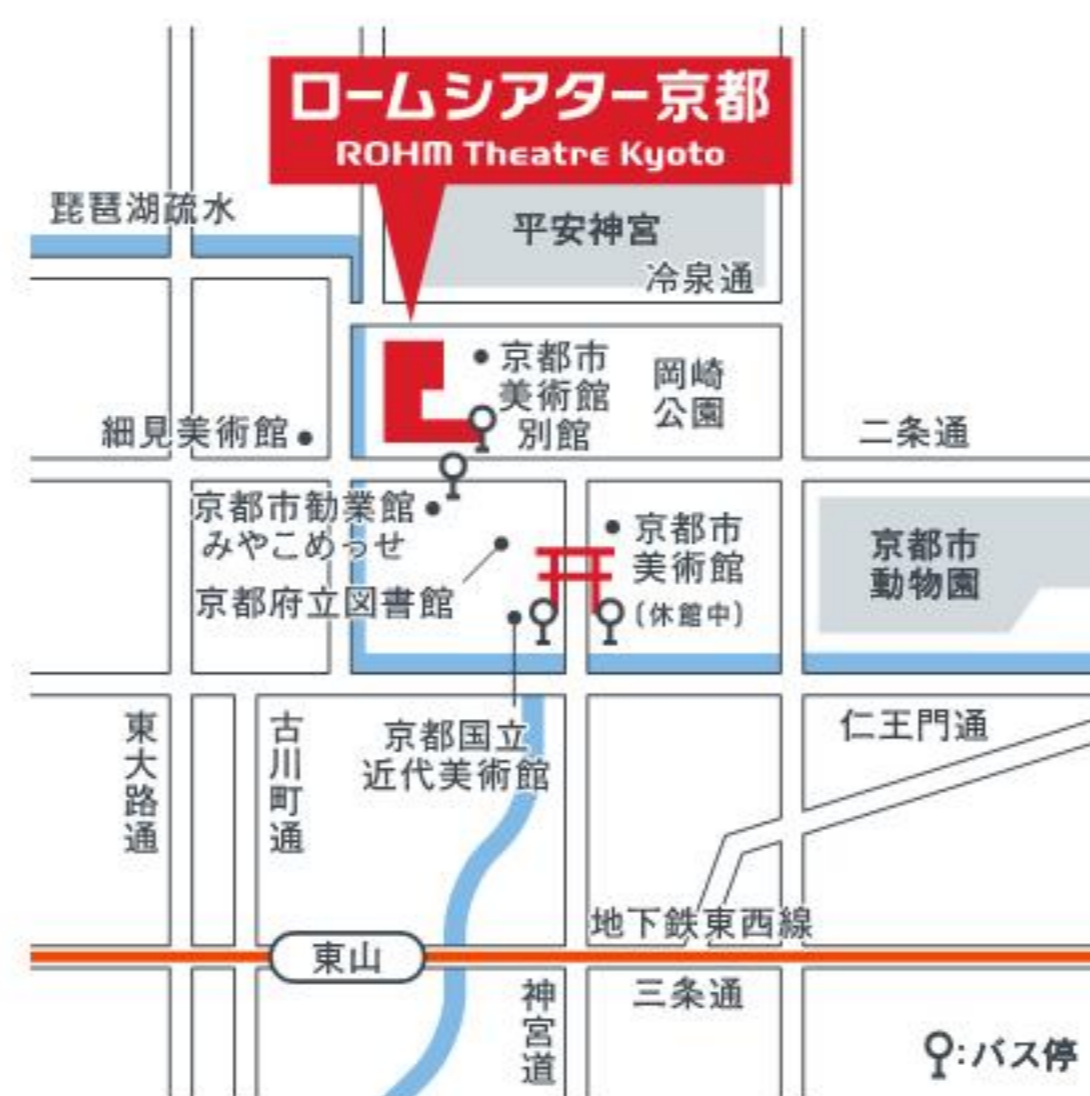 ロームシアター京都
ROHM Theatre Kyoto
琵琶湖疏水
平安神宮
冷泉通
京都市
美術館
別館
岡崎
公園
細見美術館
二条通
京都市勧業館
みやこめっせ
京都府立図書館
京都市
美術館
(休館中)
京都市
動物園
東大路通
古川町通
京都国立
近代美術館
仁王門通
地下鉄東西線
東山
神宮道
三条通
:バス停